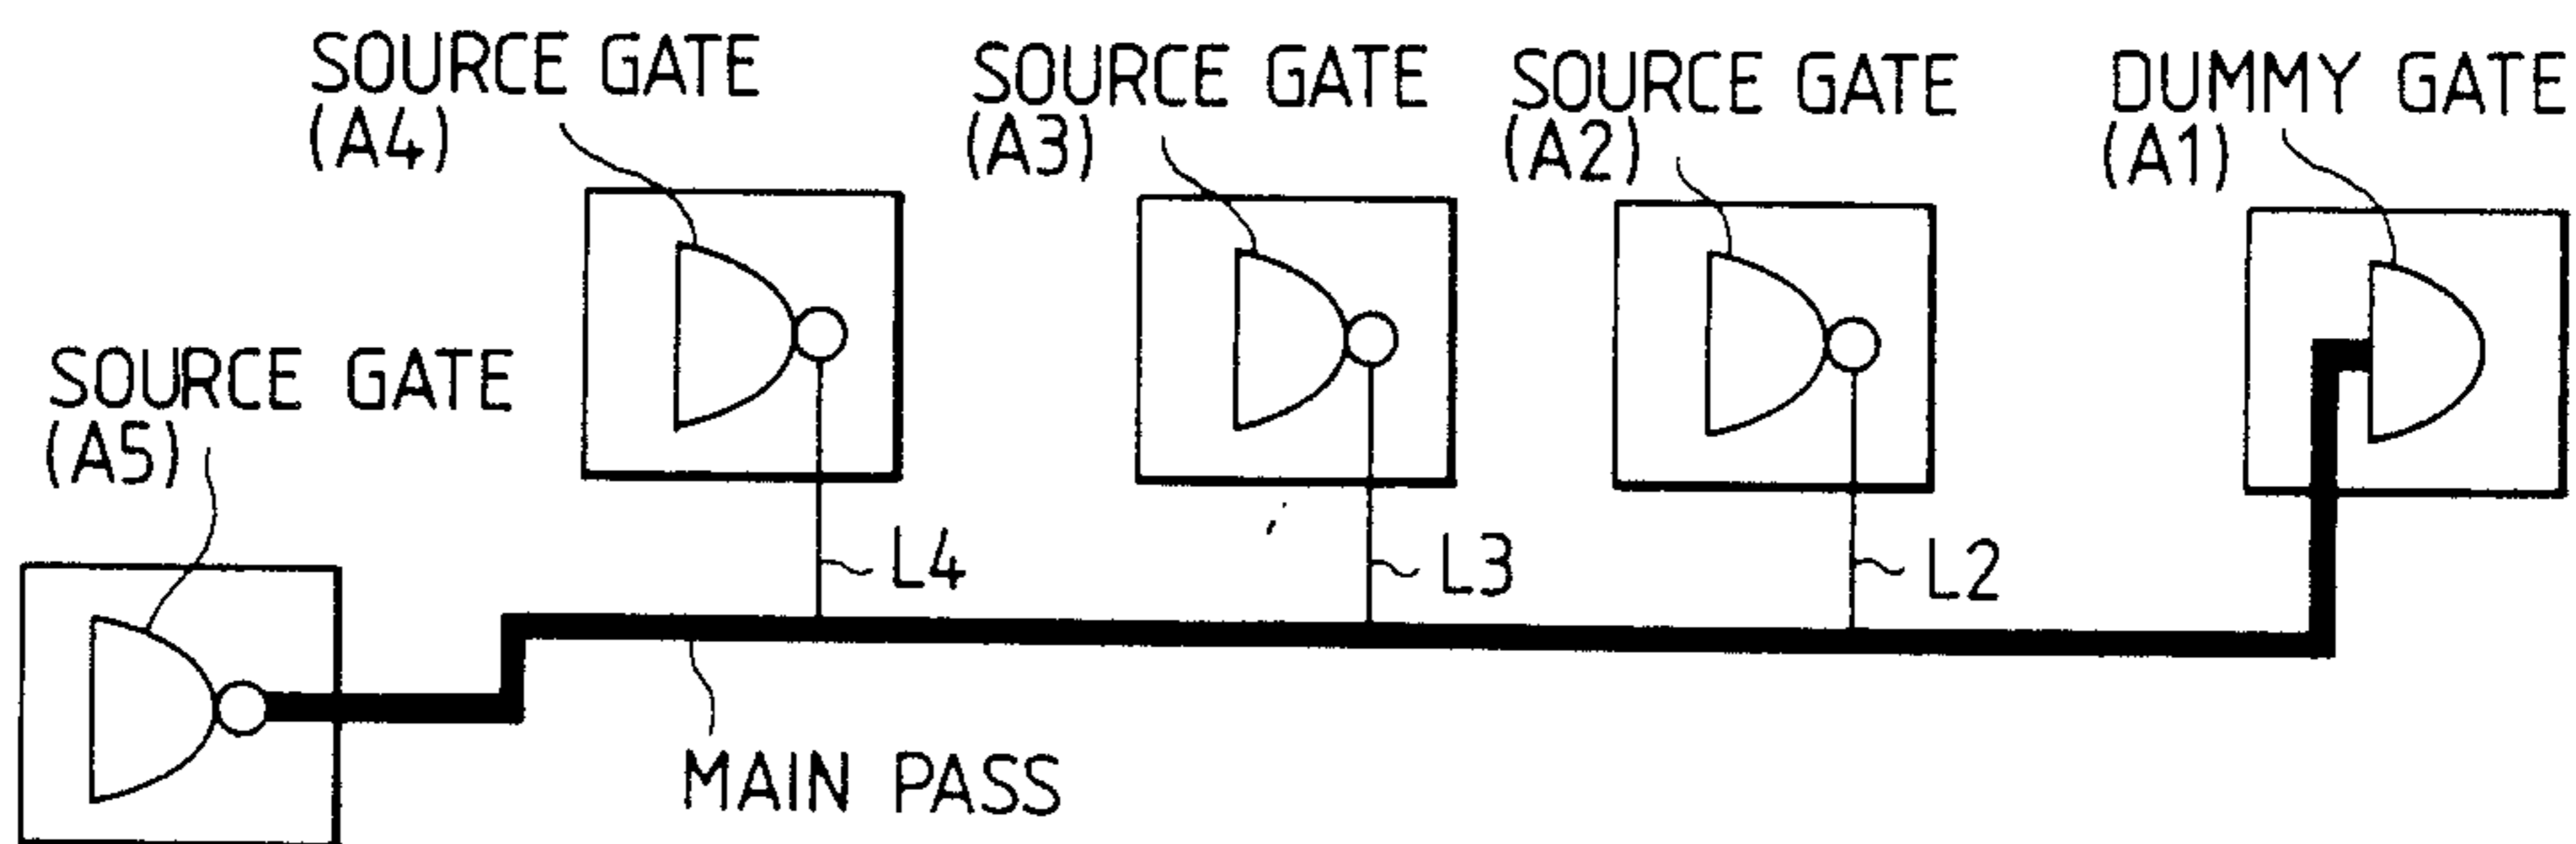 SOURCE GATE
(A4)
SOURCE GATE
(A3)
SOURCE GATE
(A2)
DUMMY GATE
(A1)
SOURCE GATE
(A5)
L4
L3
L2
MAIN PASS